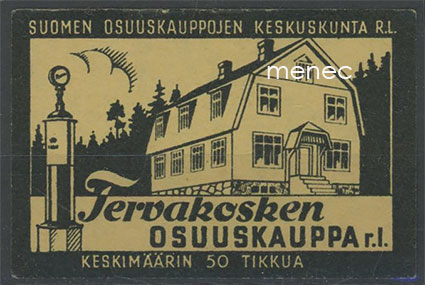 SUOMEN OSUUSKAUPPOJEN KESKUSKUNTA R.L.
menec
Tervakosken
OSUUSKAUPPA r.l.
KESKIMÄÄRIN 50 TIKKUA